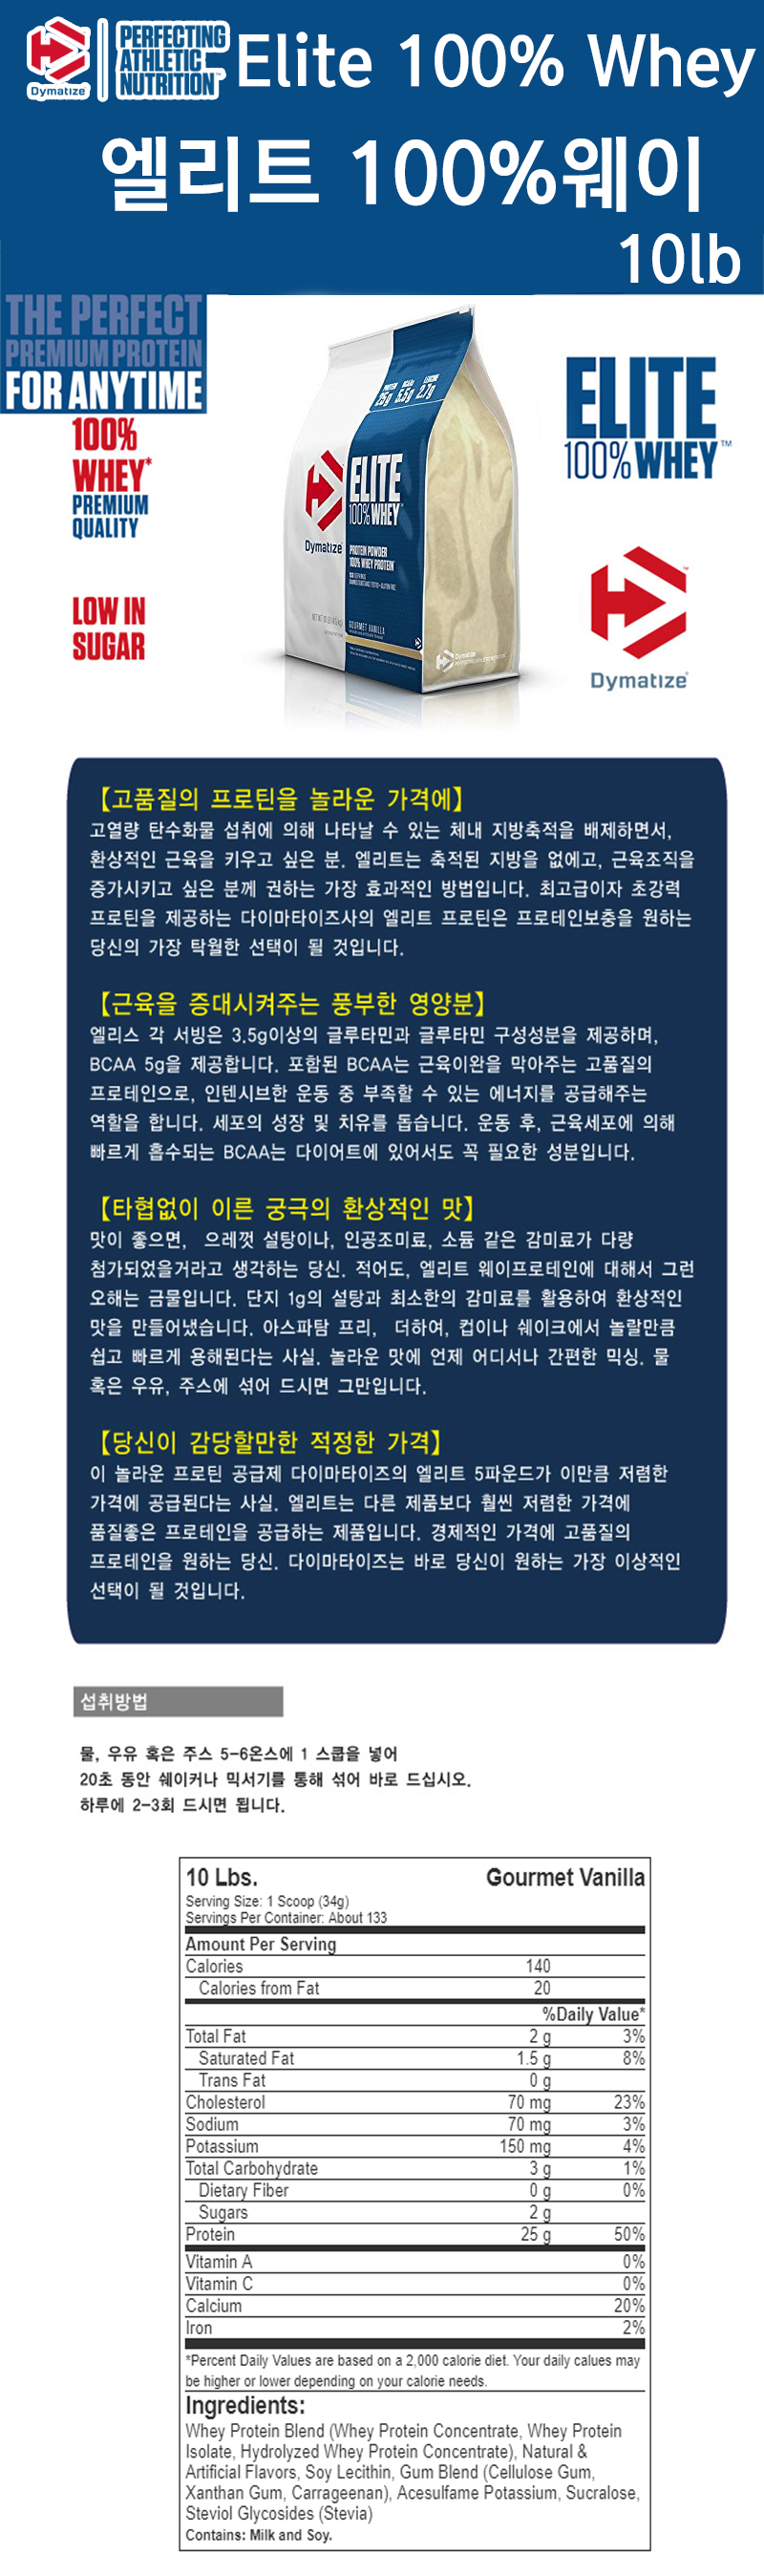 PERFECTING
ATHLETIC
NUTRITION™
Dymatize®
Elite 100% Whey
엘리트 100%웨이
10lb
THE PERFECT
PREMIUM PROTEIN
FOR ANYTIME
100%
WHEY*
PREMIUM
QUALITY
LOW IN
SUGAR
PROTEIN BCAAs LEUCINE
25g 5.5g 2.7g
ELITE
100% WHEY
Dymatize
PROTEIN POWDER
100% WHEY PROTEIN
GOURMET VANILLA
ELITE
100% WHEY™
Dymatize®
【고품질의 프로틴을 놀라운 가격에】
고열량 탄수화물 섭취에 의해 나타날 수 있는 체내 지방축적을 배제하면서,
환상적인 근육을 키우고 싶은 분. 엘리트는 축적된 지방을 없에고, 근육조직을
증가시키고 싶은 분께 권하는 가장 효과적인 방법입니다. 최고급이자 초강력
프로틴을 제공하는 다이마타이즈사의 엘리트 프로틴은 프로테인보충을 원하는
당신의 가장 탁월한 선택이 될 것입니다.
【근육을 증대시켜주는 풍부한 영양분】
엘리스 각 서빙은 3.5g이상의 글루타민과 글루타민 구성성분을 제공하며,
BCAA 5g을 제공합니다. 포함된 BCAA는 근육이완을 막아주는 고품질의
프로테인으로, 인텐시브한 운동 중 부족할 수 있는 에너지를 공급해주는
역할을 합니다. 세포의 성장 및 치유를 돕습니다. 운동 후, 근육세포에 의해
빠르게 흡수되는 BCAA는 다이어트에 있어서도 꼭 필요한 성분입니다.
【타협없이 이른 궁극의 환상적인 맛】
맛이 좋으면, 으레껏 설탕이나, 인공조미료, 소듐 같은 감미료가 다량
첨가되었을거라고 생각하는 당신. 적어도, 엘리트 웨이프로테인에 대해서 그런
오해는 금물입니다. 단지 1g의 설탕과 최소한의 감미료를 활용하여 환상적인
맛을 만들어냈습니다. 아스파탐 프리, 더하여, 컵이나 쉐이크에서 놀랄만큼
쉽고 빠르게 용해된다는 사실. 놀라운 맛에 언제 어디서나 간편한 믹싱. 물
혹은 우유, 주스에 섞어 드시면 그만입니다.
【당신이 감당할만한 적정한 가격】
이 놀라운 프로틴 공급제 다이마타이즈의 엘리트 5파운드가 이만큼 저렴한
가격에 공급된다는 사실. 엘리트는 다른 제품보다 훨씬 저렴한 가격에
품질좋은 프로테인을 공급하는 제품입니다. 경제적인 가격에 고품질의
프로테인을 원하는 당신. 다이마타이즈는 바로 당신이 원하는 가장 이상적인
선택이 될 것입니다.
섭취방법
물, 우유 혹은 주스 5-6온스에 1 스쿱을 넣어
20초 동안 쉐이커나 믹서기를 통해 섞어 바로 드십시오.
하루에 2-3회 드시면 됩니다.
10 Lbs. Gourmet Vanilla
Serving Size: 1 Scoop (34g)
Servings Per Container: About 133
Amount Per Serving
Calories 140
Calories from Fat 20
%Daily Value*
Total Fat 2 g 3%
Saturated Fat 1.5 g 8%
Trans Fat 0 g
Cholesterol 70 mg 23%
Sodium 70 mg 3%
Potassium 150 mg 4%
Total Carbohydrate 3 g 1%
Dietary Fiber 0 g 0%
Sugars 2 g
Protein 25 g 50%
Vitamin A 0%
Vitamin C 0%
Calcium 20%
Iron 2%
*Percent Daily Values are based on a 2,000 calorie diet. Your daily calues may
be higher or lower depending on your calorie needs.
Ingredients:
Whey Protein Blend (Whey Protein Concentrate, Whey Protein
Isolate, Hydrolyzed Whey Protein Concentrate), Natural &
Artificial Flavors, Soy Lecithin, Gum Blend (Cellulose Gum,
Xanthan Gum, Carrageenan), Acesulfame Potassium, Sucralose,
Steviol Glycosides (Stevia)
Contains: Milk and Soy.